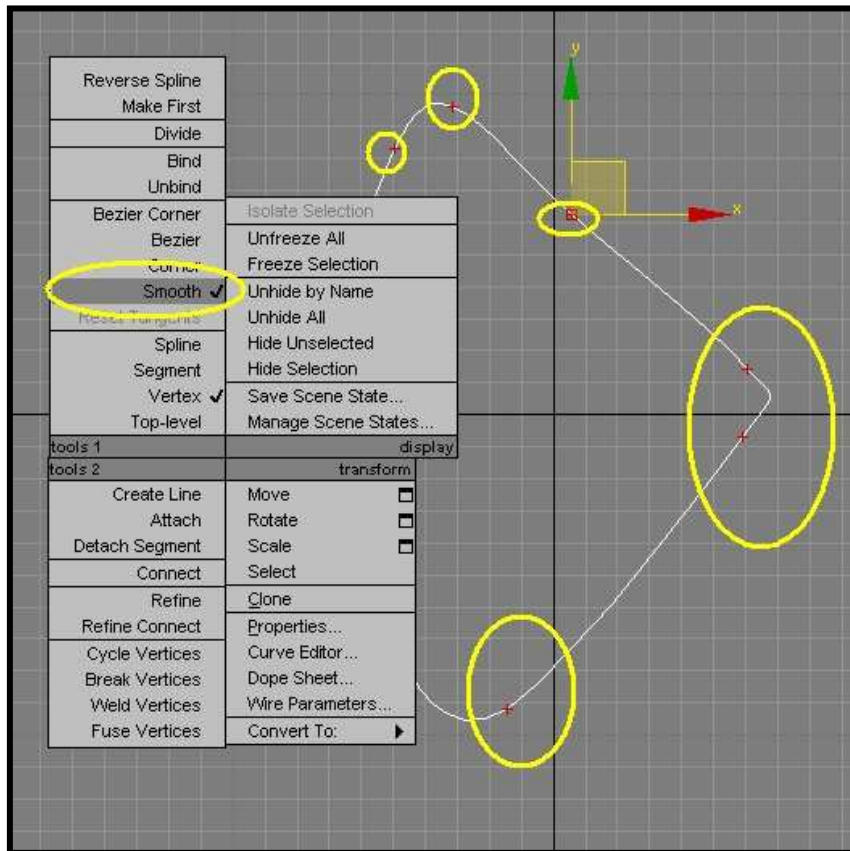 y
x
Reverse Spline
Make First
Divide
Bind
Unbind
Bezier Corner
Bezier
Corner
Smooth
Reset Tangents
Spline
Segment
Vertex
Top-level
tools 1
Isolate Selection
Unfreeze All
Freeze Selection
Unhide by Name
Unhide All
Hide Unselected
Hide Selection
Save Scene State...
Manage Scene States...
display
tools 2
Create Line
Attach
Detach Segment
Connect
Refine
Refine Connect
Cycle Vertices
Break Vertices
Weld Vertices
Fuse Vertices
transform
Move
Rotate
Scale
Select
Clone
Properties...
Curve Editor...
Dope Sheet...
Wire Parameters...
Convert To: